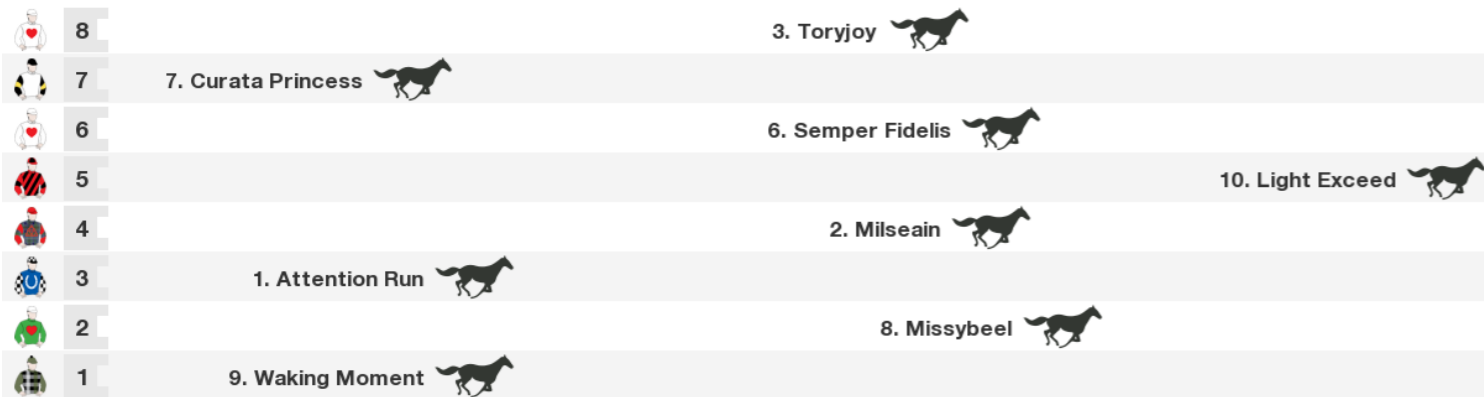 8 3. Toryjoy
7 7. Curata Princess
6 6. Semper Fidelis
5 10. Light Exceed
4 2. Milseain
3 1. Attention Run
2 8. Missybeel
1 9. Waking Moment